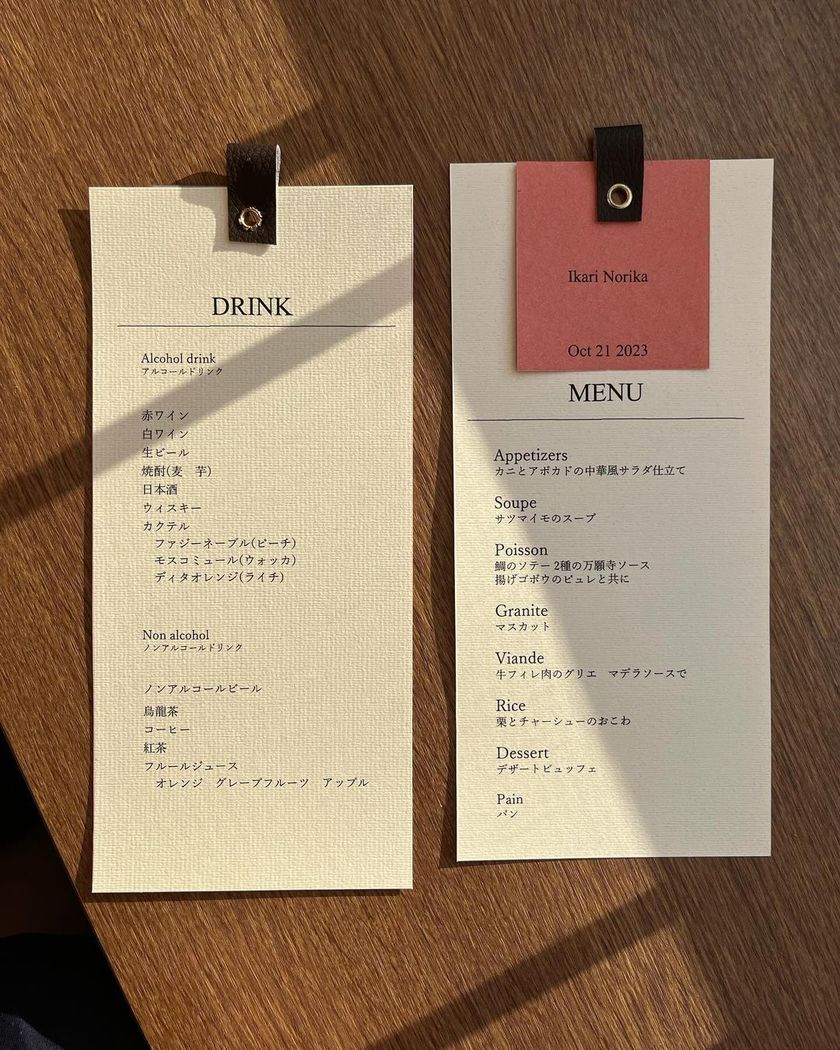 DRINK
Alcohol drink
アルコールドリンク
赤ワイン
白ワイン
生ビール
焼酎(麦　芋)
日本酒
ウィスキー
カクテル
ファジーネーブル(ピーチ)
モスコミュール(ウォッカ)
ディタオレンジ(ライチ)
Non alcohol
ノンアルコールドリンク
ノンアルコールビール
烏龍茶
コーヒー
紅茶
フルールジュース
オレンジ　グレープフルーツ　アップル
Ikari Norika
Oct 21 2023
MENU
Appetizers
カニとアボカドの中華風サラダ仕立て
Soupe
サツマイモのスープ
Poisson
鯛のソテー 2種の万願寺ソース
揚げゴボウのピュレと共に
Granite
マスカット
Viande
牛フィレ肉のグリエ　マデラソースで
Rice
栗とチャーシューのおこわ
Dessert
デザートビュッフェ
Pain
パン